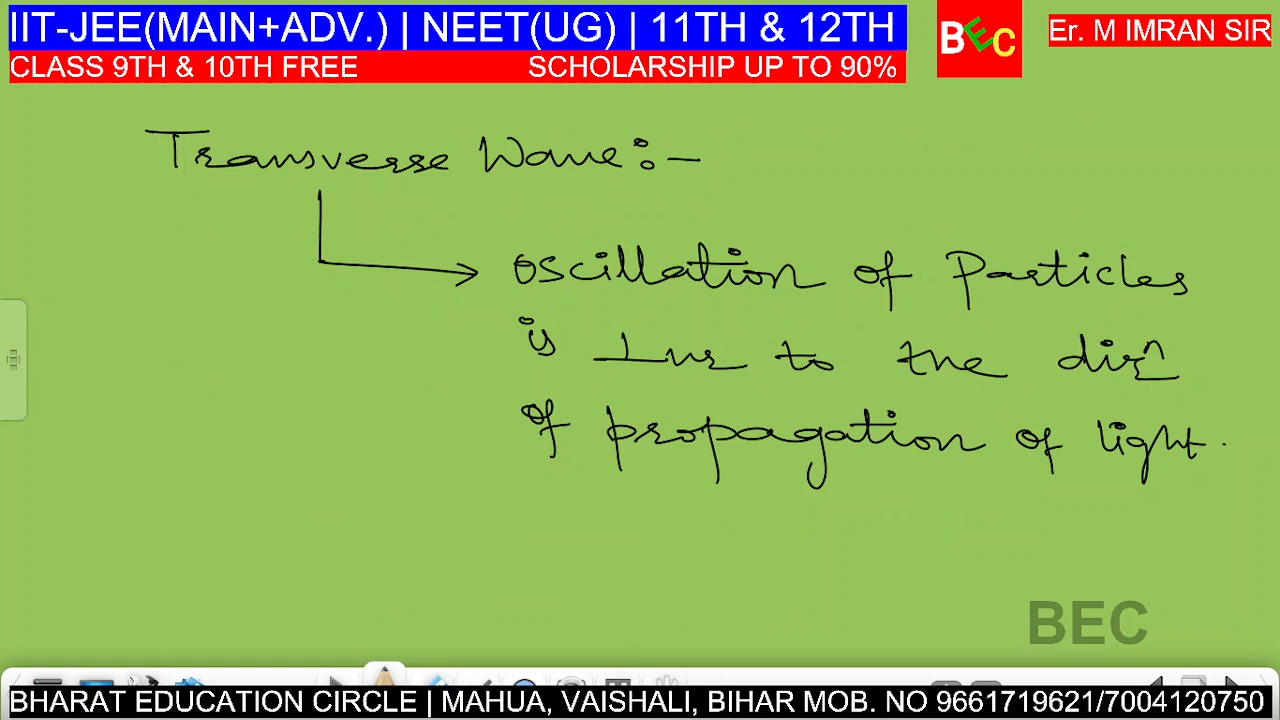 IIT-JEE(MAIN+ADV.) | NEET(UG) | 11TH & 12TH
BEC
Er. M IMRAN SIR
CLASS 9TH & 10TH FREE SCHOLARSHIP UP TO 90%
Transverse Wave :-
oscillation of Particles
is ⊥ur to the dirⁿ
of propagation of light.
BEC
BHARAT EDUCATION CIRCLE | MAHUA, VAISHALI, BIHAR MOB. NO 9661719621/7004120750